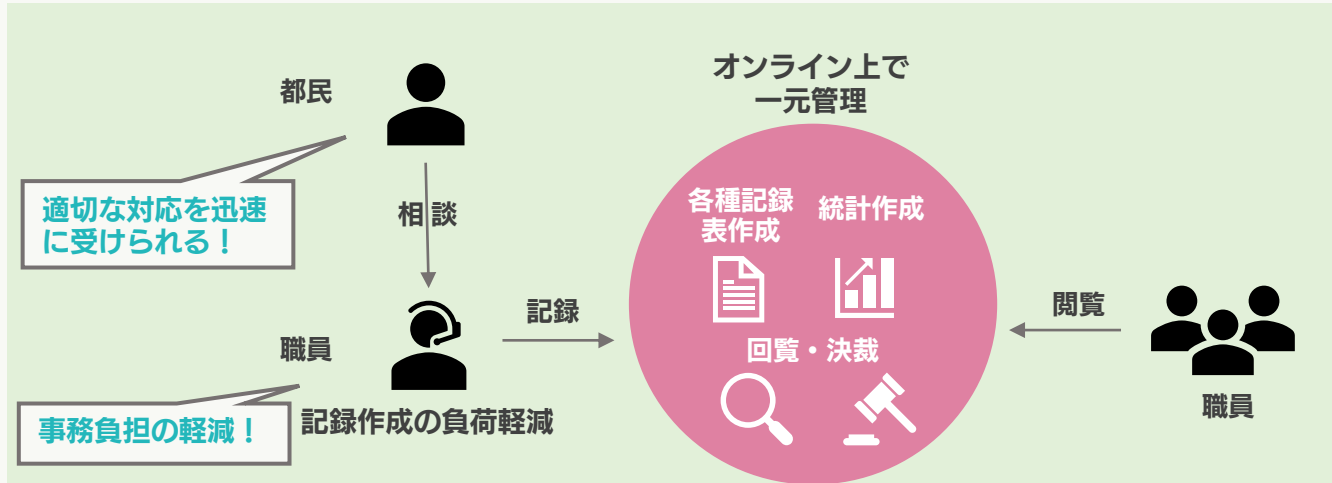 都民
適切な対応を迅速
に受けられる！
相談
職員
事務負担の軽減！
記録作成の負荷軽減
記録
オンライン上で
一元管理
各種記録
表作成
統計作成
回覧・決裁
閲覧
職員